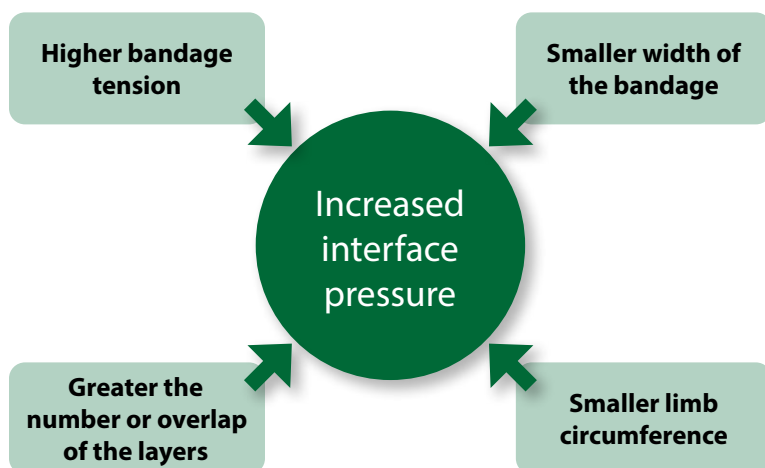 Higher bandage
tension
Smaller width of
the bandage
Increased
interface
pressure
Greater the
number or overlap
of the layers
Smaller limb
circumference